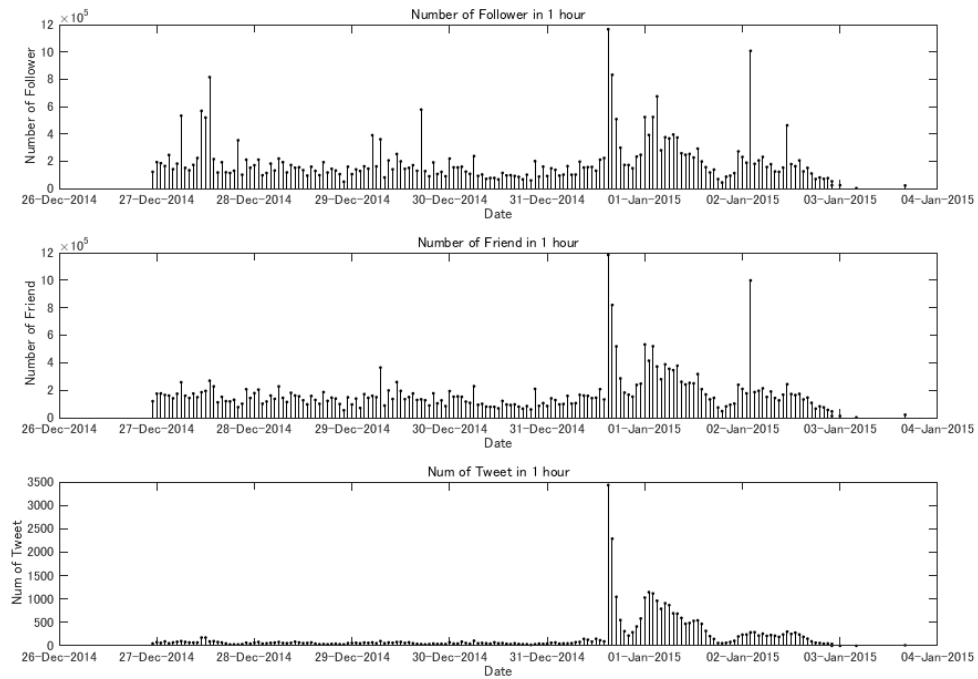 Number of Follower in 1 hour
×10⁵
12
10
8
6
4
2
0
Number of Follower
26-Dec-2014 27-Dec-2014 28-Dec-2014 29-Dec-2014 30-Dec-2014 31-Dec-2014 01-Jan-2015 02-Jan-2015 03-Jan-2015 04-Jan-2015
Date
Number of Friend in 1 hour
×10⁵
12
10
8
6
4
2
0
Number of Friend
26-Dec-2014 27-Dec-2014 28-Dec-2014 29-Dec-2014 30-Dec-2014 31-Dec-2014 01-Jan-2015 02-Jan-2015 03-Jan-2015 04-Jan-2015
Date
Num of Tweet in 1 hour
3500
3000
2500
2000
1500
1000
500
0
Num of Tweet
26-Dec-2014 27-Dec-2014 28-Dec-2014 29-Dec-2014 30-Dec-2014 31-Dec-2014 01-Jan-2015 02-Jan-2015 03-Jan-2015 04-Jan-2015
Date